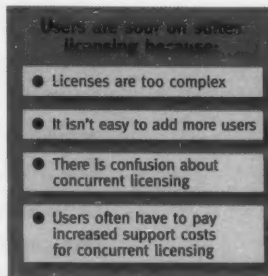 Users are sour on suites
licensing because:
● Licenses are too complex
● It isn't easy to add more users
● There is confusion about
concurrent licensing
● Users often have to pay
increased support costs
for concurrent licensing